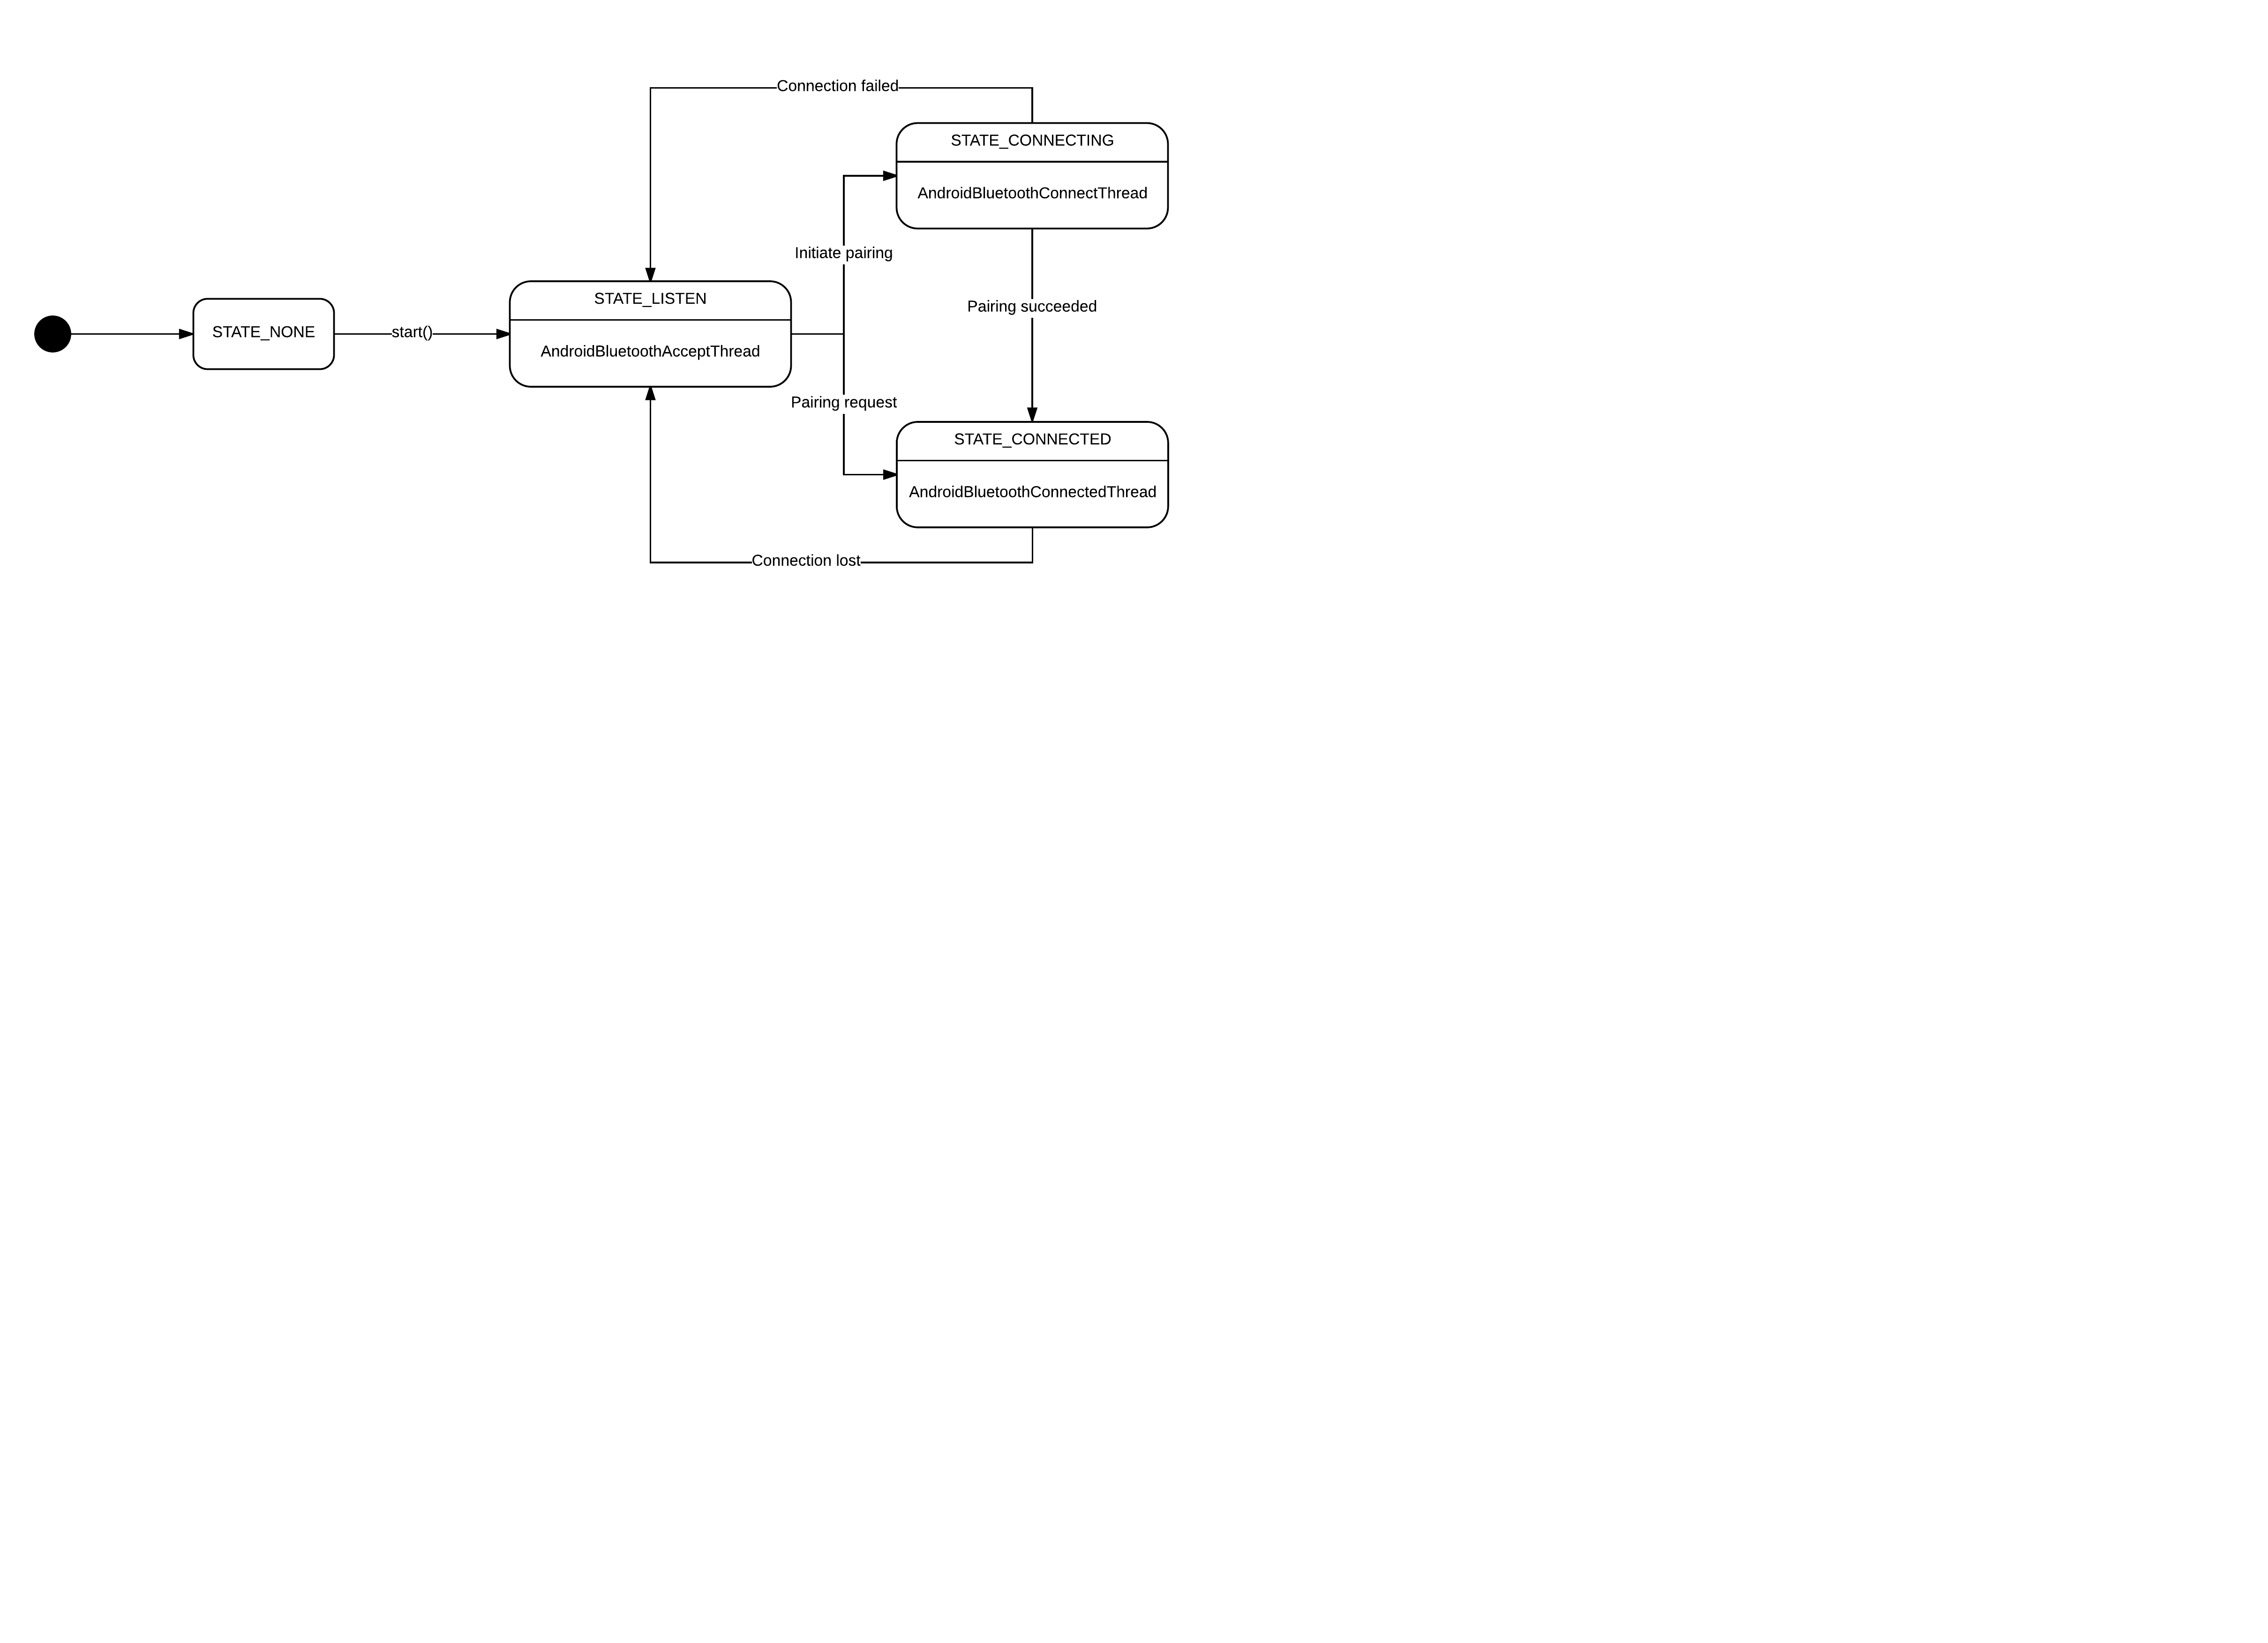 Connection failed
STATE_CONNECTING
AndroidBluetoothConnectThread
Initiate pairing
STATE_LISTEN
Pairing succeeded
STATE_NONE
start()
AndroidBluetoothAcceptThread
Pairing request
STATE_CONNECTED
AndroidBluetoothConnectedThread
Connection lost